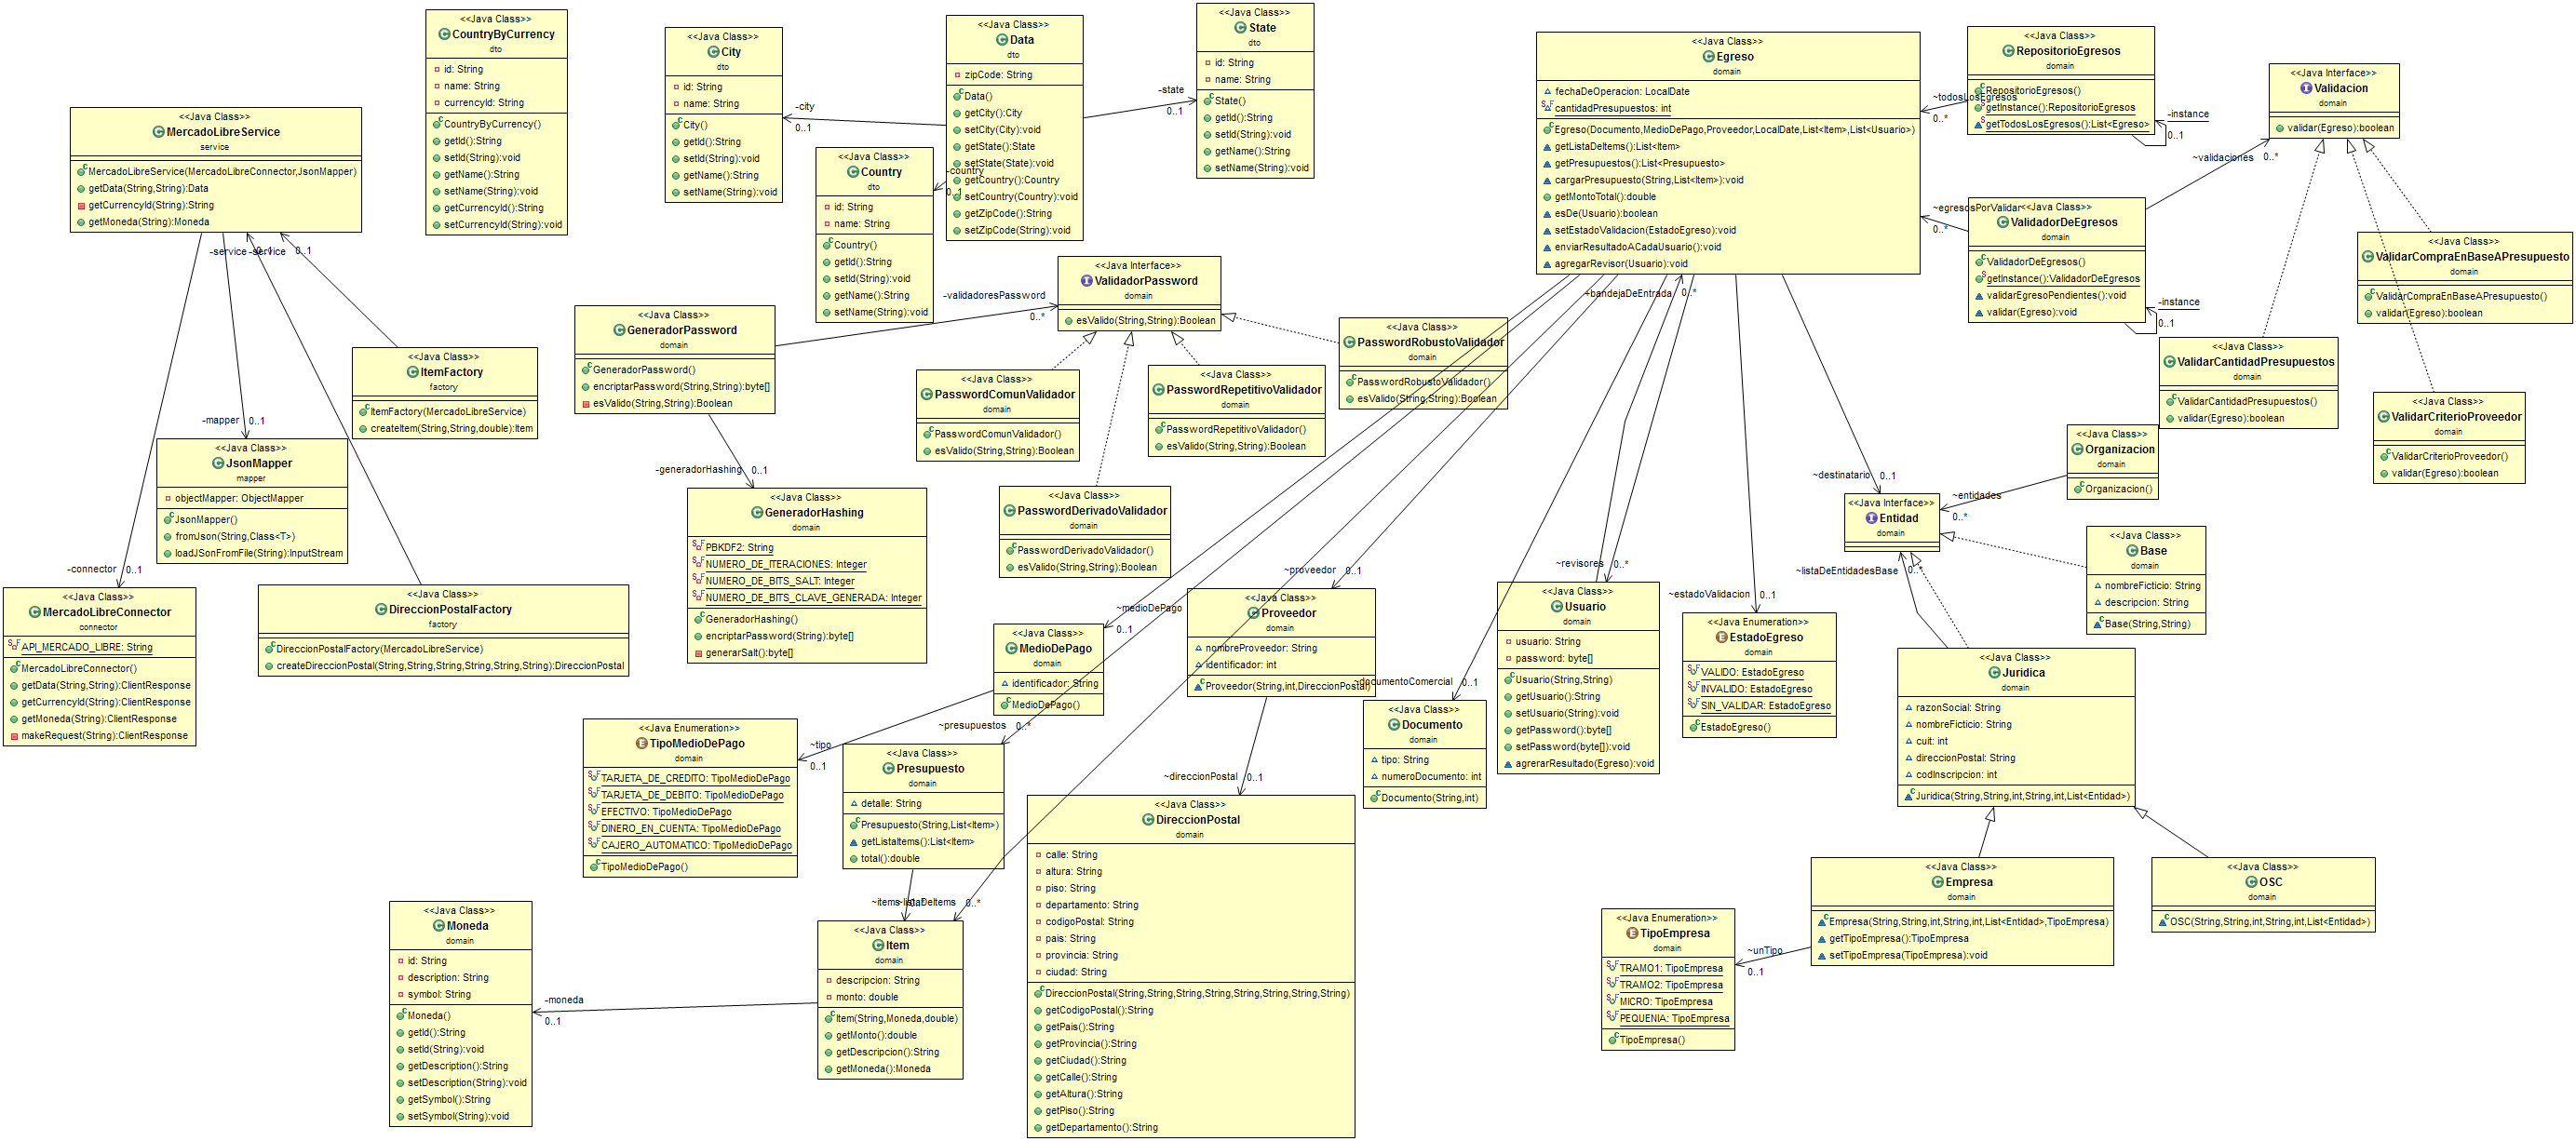 <<Java Class>>
CountryByCurrency
dto
id: String
name: String
currencyId: String
CountryByCurrency()
getId():String
setId(String):void
getName():String
setName(String):void
getCurrencyId():String
setCurrencyId(String):void
<<Java Class>>
City
dto
id: String
name: String
City()
getId():String
setId(String):void
getName():String
setName(String):void
<<Java Class>>
Data
dto
zipCode: String
Data()
getCity():City
setCity(City):void
getState():State
setState(State):void
getCountry():Country
setCountry(Country):void
getZipCode():String
setZipCode(String):void
<<Java Class>>
State
dto
id: String
name: String
State()
getId():String
setId(String):void
getName():String
setName(String):void
-city
0..1
-state
0..1
-country
0..1
<<Java Class>>
Country
dto
id: String
name: String
Country()
getId():String
setId(String):void
getName():String
setName(String):void
<<Java Class>>
MercadoLibreService
service
MercadoLibreService(MercadoLibreConnector,JsonMapper)
getData(String,String):Data
getCurrencyId(String):String
getMoneda(String):Moneda
-service
0..1
-service
0..1
<<Java Class>>
ItemFactory
factory
ItemFactory(MercadoLibreService)
createItem(String,String,double):Item
-mapper
0..1
<<Java Class>>
JsonMapper
mapper
objectMapper: ObjectMapper
JsonMapper()
fromJson(String,Class<T>)
loadJSonFromFile(String):InputStream
-connector
0..1
<<Java Class>>
MercadoLibreConnector
connector
API_MERCADO_LIBRE: String
MercadoLibreConnector()
getData(String,String):ClientResponse
getCurrencyId(String):ClientResponse
getMoneda(String):ClientResponse
makeRequest(String):ClientResponse
<<Java Class>>
DireccionPostalFactory
factory
DireccionPostalFactory(MercadoLibreService)
createDireccionPostal(String,String,String,String,String,String):DireccionPostal
<<Java Class>>
GeneradorPassword
domain
GeneradorPassword()
encriptarPassword(String,String):byte[]
esValido(String,String):Boolean
-validadoresPassword
0..*
<<Java Interface>>
ValidadorPassword
domain
esValido(String,String):Boolean
<<Java Class>>
PasswordComunValidador
domain
PasswordComunValidador()
esValido(String,String):Boolean
<<Java Class>>
PasswordRepetitivoValidador
domain
PasswordRepetitivoValidador()
esValido(String,String):Boolean
<<Java Class>>
PasswordRobustoValidador
domain
PasswordRobustoValidador()
esValido(String,String):Boolean
<<Java Class>>
PasswordDerivadoValidador
domain
PasswordDerivadoValidador()
esValido(String,String):Boolean
-generadorHashing
0..1
<<Java Class>>
GeneradorHashing
domain
PBKDF2: String
NUMERO_DE_ITERACIONES: Integer
NUMERO_DE_BITS_SALT: Integer
NUMERO_DE_BITS_CLAVE_GENERADA: Integer
GeneradorHashing()
encriptarPassword(String):byte[]
generarSalt():byte[]
<<Java Class>>
Egreso
domain
fechaDeOperacion: LocalDate
cantidadPresupuestos: int
Egreso(Documento,MedioDePago,Proveedor,LocalDate,List<Item>,List<Usuario>)
getListaDeItems():List<Item>
getPresupuestos():List<Presupuesto>
cargarPresupuesto(String,List<Item>):void
getMontoTotal():double
esDe(Usuario):boolean
setEstadoValidacion(EstadoEgreso):void
enviarResultadoACadaUsuario():void
agregarRevisor(Usuario):void
<<Java Class>>
RepositorioEgresos
domain
RepositorioEgresos()
getInstance():RepositorioEgresos
getTodosLosEgresos():List<Egreso>
~todosLosEgresos
0..*
-instance
0..1
<<Java Interface>>
Validacion
domain
validar(Egreso):boolean
~validaciones
0..*
~egresosPorValidar
0..*
<<Java Class>>
ValidadorDeEgresos
domain
ValidadorDeEgresos()
getInstance():ValidadorDeEgresos
validarEgresoPendientes():void
validar(Egreso):void
-instance
0..1
<<Java Class>>
ValidarCompraEnBaseAPresupuesto
domain
ValidarCompraEnBaseAPresupuesto()
validar(Egreso):boolean
<<Java Class>>
ValidarCantidadPresupuestos
domain
ValidarCantidadPresupuestos()
validar(Egreso):boolean
<<Java Class>>
ValidarCriterioProveedor
domain
ValidarCriterioProveedor()
validar(Egreso):boolean
<<Java Class>>
Organizacion
domain
Organizacion()
~entidades
0..*
~destinatario
0..1
<<Java Interface>>
Entidad
domain
<<Java Class>>
Base
domain
nombreFicticio: String
descripcion: String
Base(String,String)
~listaDeEntidadesBase
0..*
<<Java Class>>
Juridica
domain
razonSocial: String
nombreFicticio: String
cuit: int
direccionPostal: String
codInscripcion: int
Juridica(String,String,int,String,int,List<Entidad>)
<<Java Class>>
Empresa
domain
Empresa(String,String,int,String,int,List<Entidad>,TipoEmpresa)
getTipoEmpresa():TipoEmpresa
setTipoEmpresa(TipoEmpresa):void
<<Java Class>>
OSC
domain
OSC(String,String,int,String,int,List<Entidad>)
~unTipo
0..1
<<Java Enumeration>>
TipoEmpresa
domain
TRAMO1: TipoEmpresa
TRAMO2: TipoEmpresa
MICRO: TipoEmpresa
PEQUENIA: TipoEmpresa
TipoEmpresa()
+bandejaDeEntrada
0..*
~revisores
0..*
<<Java Class>>
Usuario
domain
usuario: String
password: byte[]
Usuario(String,String)
getUsuario():String
setUsuario(String):void
getPassword():byte[]
setPassword(byte[]):void
agrerarResultado(Egreso):void
~estadoValidacion
0..1
<<Java Enumeration>>
EstadoEgreso
domain
VALIDO: EstadoEgreso
INVALIDO: EstadoEgreso
SIN_VALIDAR: EstadoEgreso
EstadoEgreso()
~documentoComercial
0..1
<<Java Class>>
Documento
domain
tipo: String
numeroDocumento: int
Documento(String,int)
~proveedor
0..1
<<Java Class>>
Proveedor
domain
nombreProveedor: String
identificador: int
Proveedor(String,int,DireccionPostal)
~direccionPostal
0..1
<<Java Class>>
DireccionPostal
domain
calle: String
altura: String
piso: String
departamento: String
codigoPostal: String
pais: String
provincia: String
ciudad: String
DireccionPostal(String,String,String,String,String,String,String,String)
getCodigoPostal():String
getPais():String
getProvincia():String
getCiudad():String
getCalle():String
getAltura():String
getPiso():String
getDepartamento():String
~medioDePago
0..1
<<Java Class>>
MedioDePago
domain
identificador: String
MedioDePago()
~tipo
0..1
<<Java Enumeration>>
TipoMedioDePago
domain
TARJETA_DE_CREDITO: TipoMedioDePago
TARJETA_DE_DEBITO: TipoMedioDePago
EFECTIVO: TipoMedioDePago
DINERO_EN_CUENTA: TipoMedioDePago
CAJERO_AUTOMATICO: TipoMedioDePago
TipoMedioDePago()
~presupuestos
0..*
<<Java Class>>
Presupuesto
domain
detalle: String
Presupuesto(String,List<Item>)
getListaItems():List<Item>
total():double
~items
0..*
~listaDeItems
0..*
<<Java Class>>
Item
domain
descripcion: String
monto: double
Item(String,Moneda,double)
getMonto():double
getDescripcion():String
getMoneda():Moneda
-moneda
0..1
<<Java Class>>
Moneda
domain
id: String
description: String
symbol: String
Moneda()
getId():String
setId(String):void
getDescription():String
setDescription(String):void
getSymbol():String
setSymbol(String):void